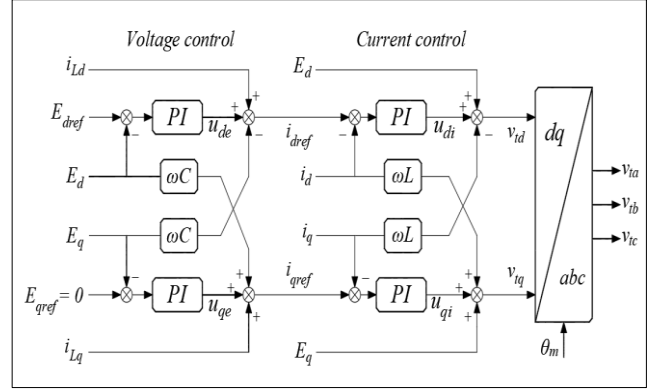 Voltage control Current control
i_Ld E_d
E_dref PI u_de i_dref PI u_di v_td dq
E_d ωC i_d ωL v_ta
v_tb
E_q ωC i_q ωL v_tc
E_qref = 0 PI u_qe i_qref PI u_qi v_tq abc
i_Lq E_q θ_m